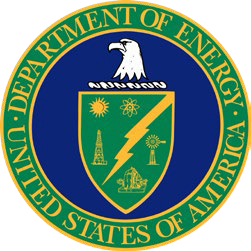 DEPARTMENT OF ENERGY
UNITED STATES OF AMERICA